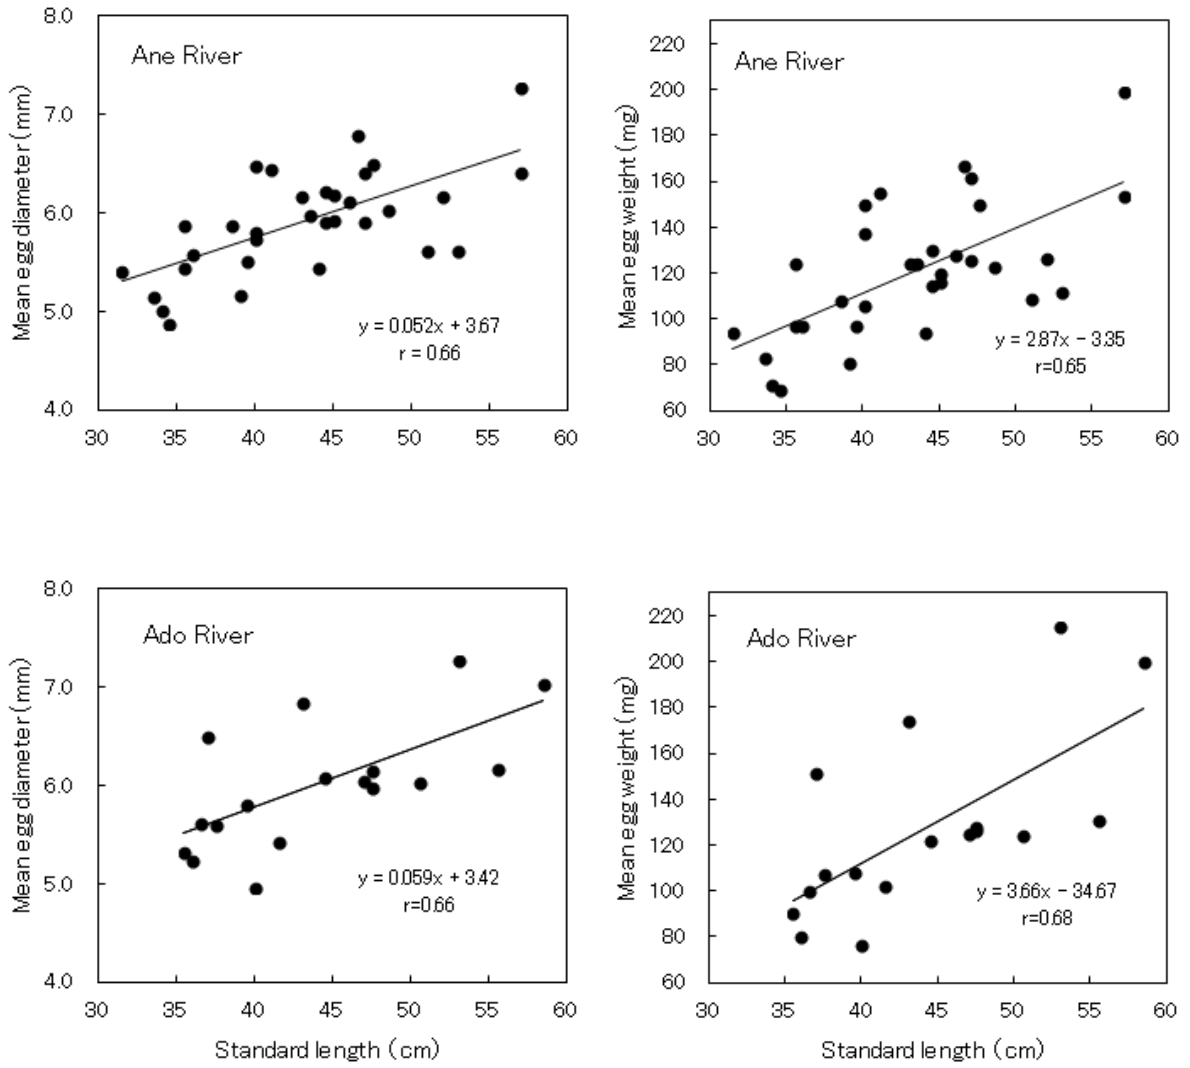 Ane River
Mean egg diameter (mm)
8.0
7.0
6.0
5.0
4.0
y = 0.052x + 3.67
r = 0.66
30 35 40 45 50 55 60
Ane River
Mean egg weight (mg)
220
200
180
160
140
120
100
80
60
y = 2.87x − 3.35
r=0.65
30 35 40 45 50 55 60
Ado River
Mean egg diameter (mm)
8.0
7.0
6.0
5.0
4.0
y = 0.059x + 3.42
r=0.66
30 35 40 45 50 55 60
Standard length (cm)
Ado River
Mean egg weight (mg)
220
200
180
160
140
120
100
80
60
y = 3.66x − 34.67
r=0.68
30 35 40 45 50 55 60
Standard length (cm)